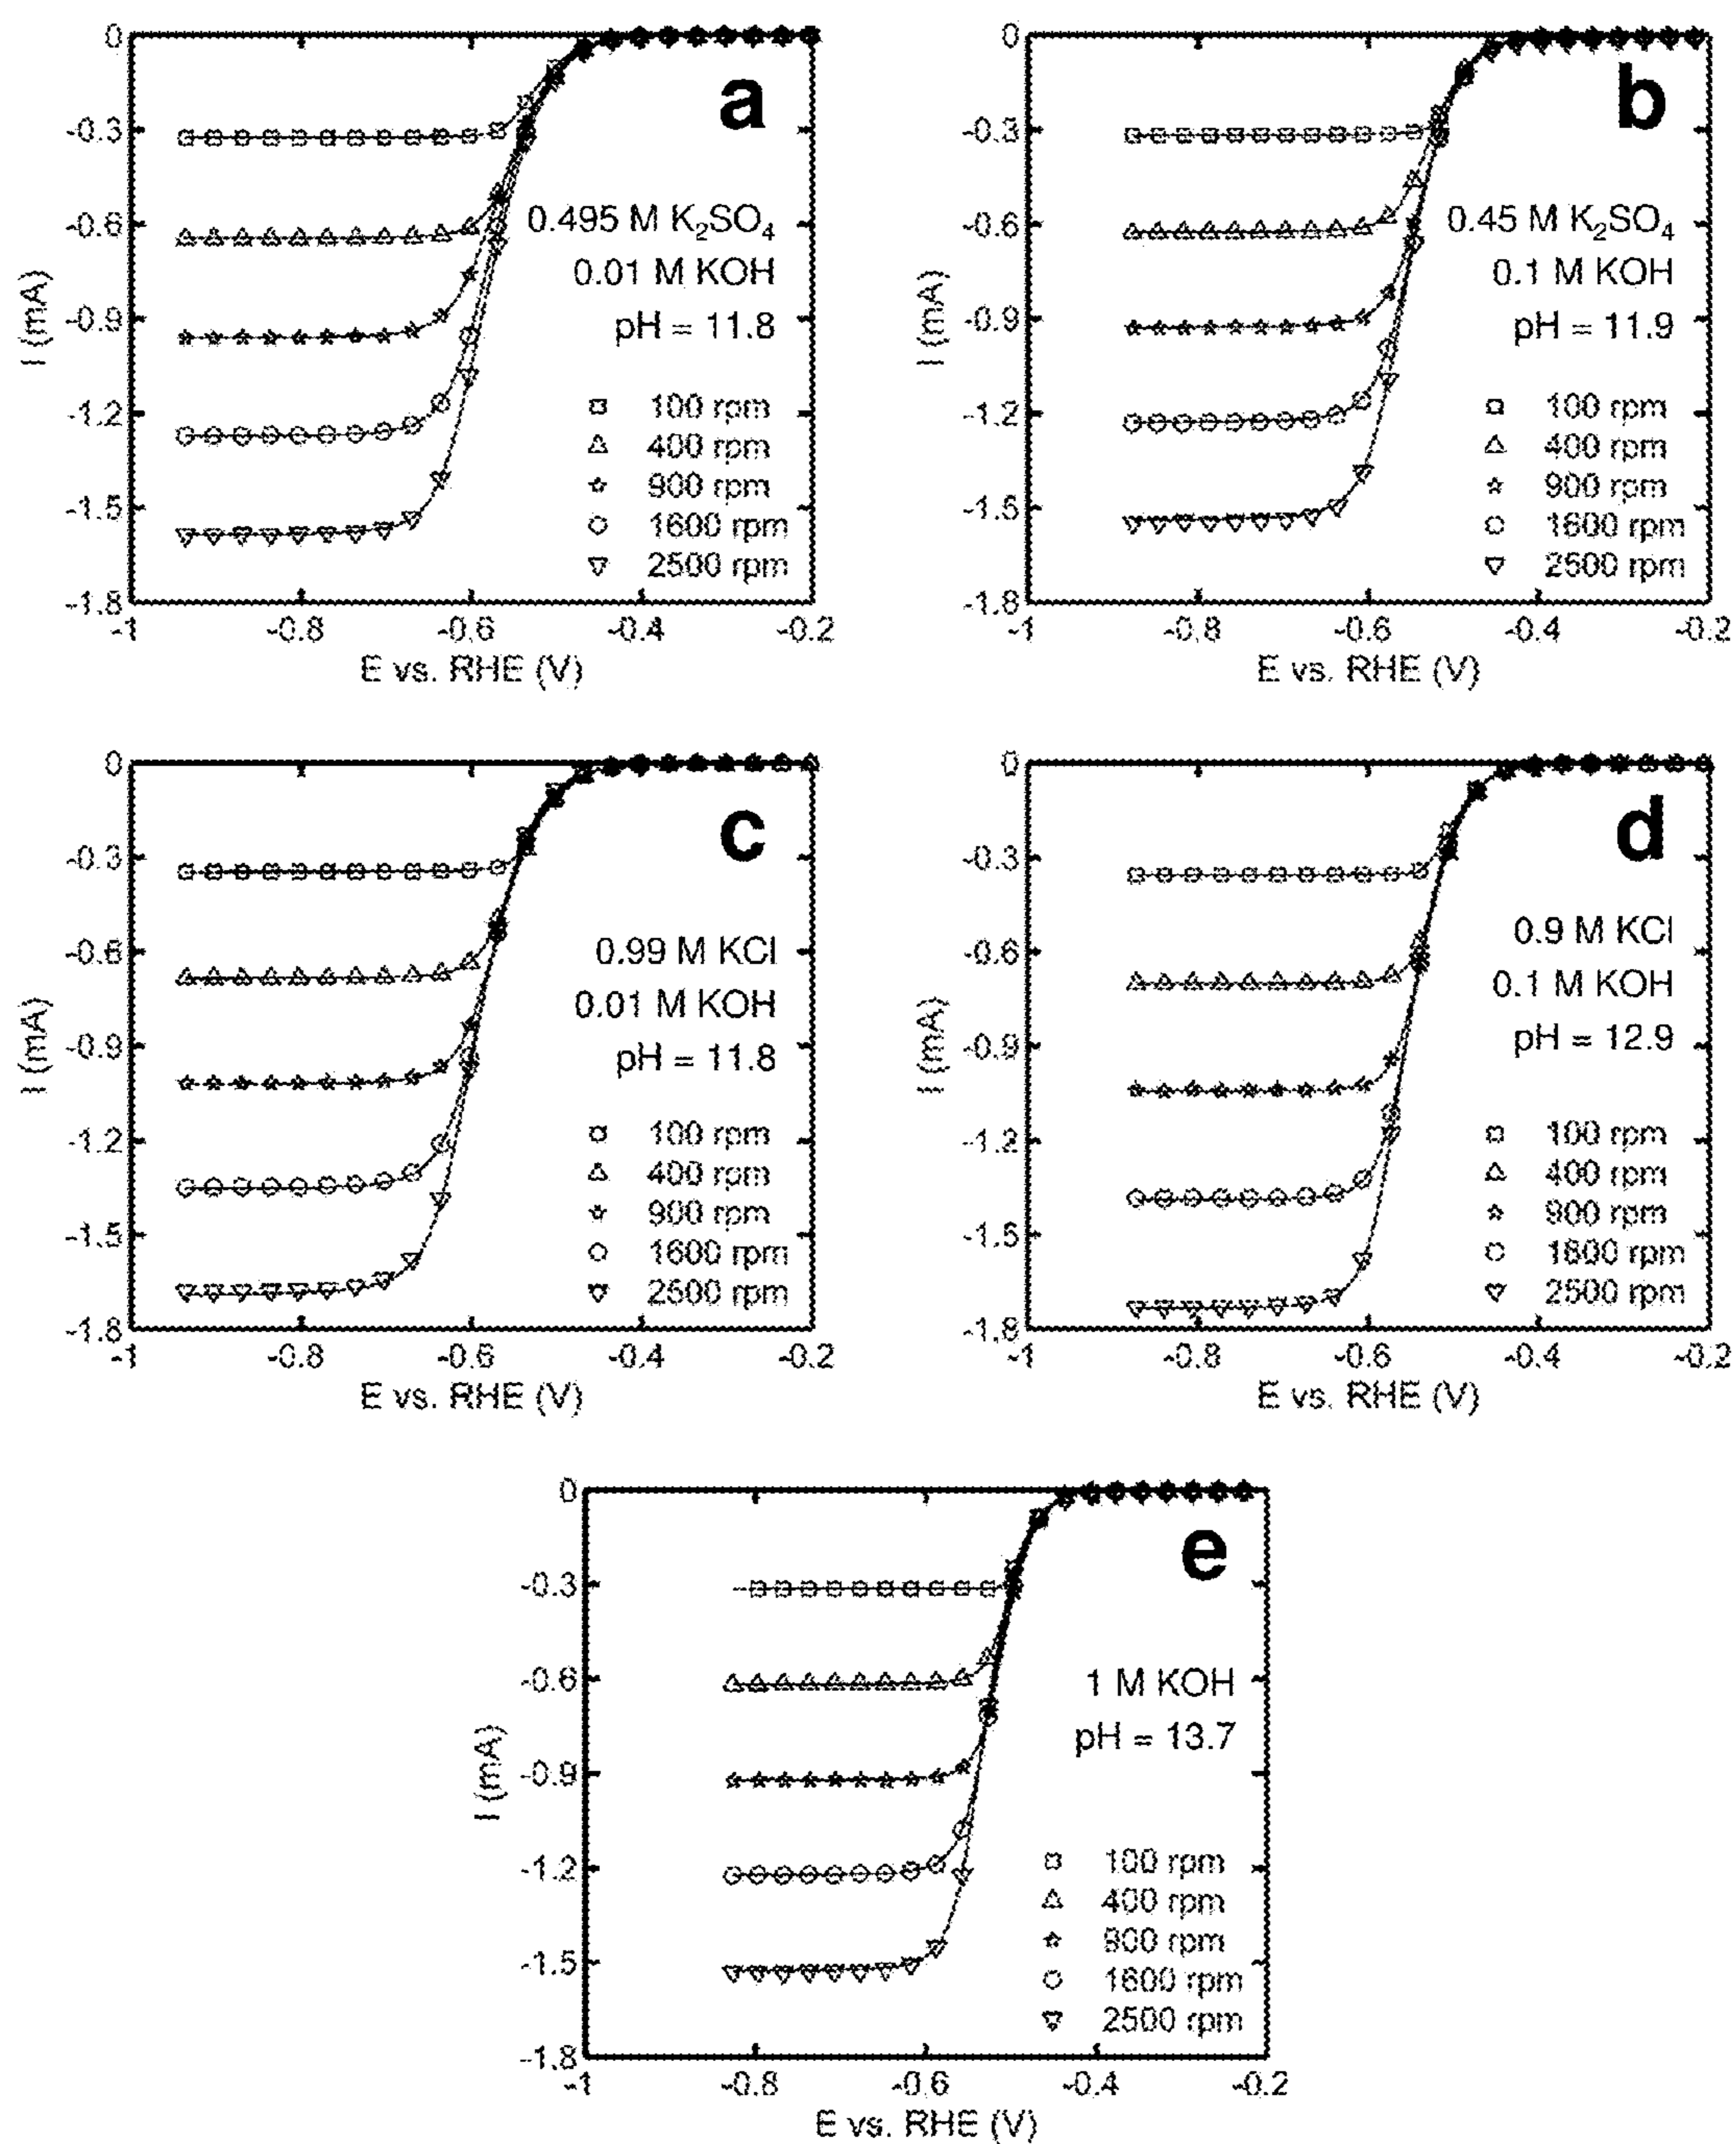 0
-0.3
-0.6
-0.9
-1.2
-1.5
-1.8
I (mA)
a
0.495 M K₂SO₄
0.01 M KOH
pH = 11.8
100 rpm
400 rpm
900 rpm
1600 rpm
2500 rpm
-1
-0.8
-0.6
-0.4
-0.2
E vs. RHE (V)
0
-0.3
-0.6
-0.9
-1.2
-1.5
-1.8
I (mA)
b
0.45 M K₂SO₄
0.1 M KOH
pH = 11.9
100 rpm
400 rpm
900 rpm
1600 rpm
2500 rpm
-1
-0.8
-0.6
-0.4
-0.2
E vs. RHE (V)
0
-0.3
-0.6
-0.9
-1.2
-1.5
-1.8
I (mA)
c
0.99 M KCl
0.01 M KOH
pH = 11.8
100 rpm
400 rpm
900 rpm
1600 rpm
2500 rpm
-1
-0.8
-0.6
-0.4
-0.2
E vs. RHE (V)
0
-0.3
-0.6
-0.9
-1.2
-1.5
-1.8
I (mA)
d
0.9 M KCl
0.1 M KOH
pH = 12.9
100 rpm
400 rpm
900 rpm
1600 rpm
2500 rpm
-1
-0.8
-0.6
-0.4
-0.2
E vs. RHE (V)
0
-0.3
-0.6
-0.9
-1.2
-1.5
-1.8
I (mA)
e
1 M KOH
pH = 13.7
100 rpm
400 rpm
900 rpm
1600 rpm
2500 rpm
-1
-0.8
-0.6
-0.4
-0.2
E vs. RHE (V)